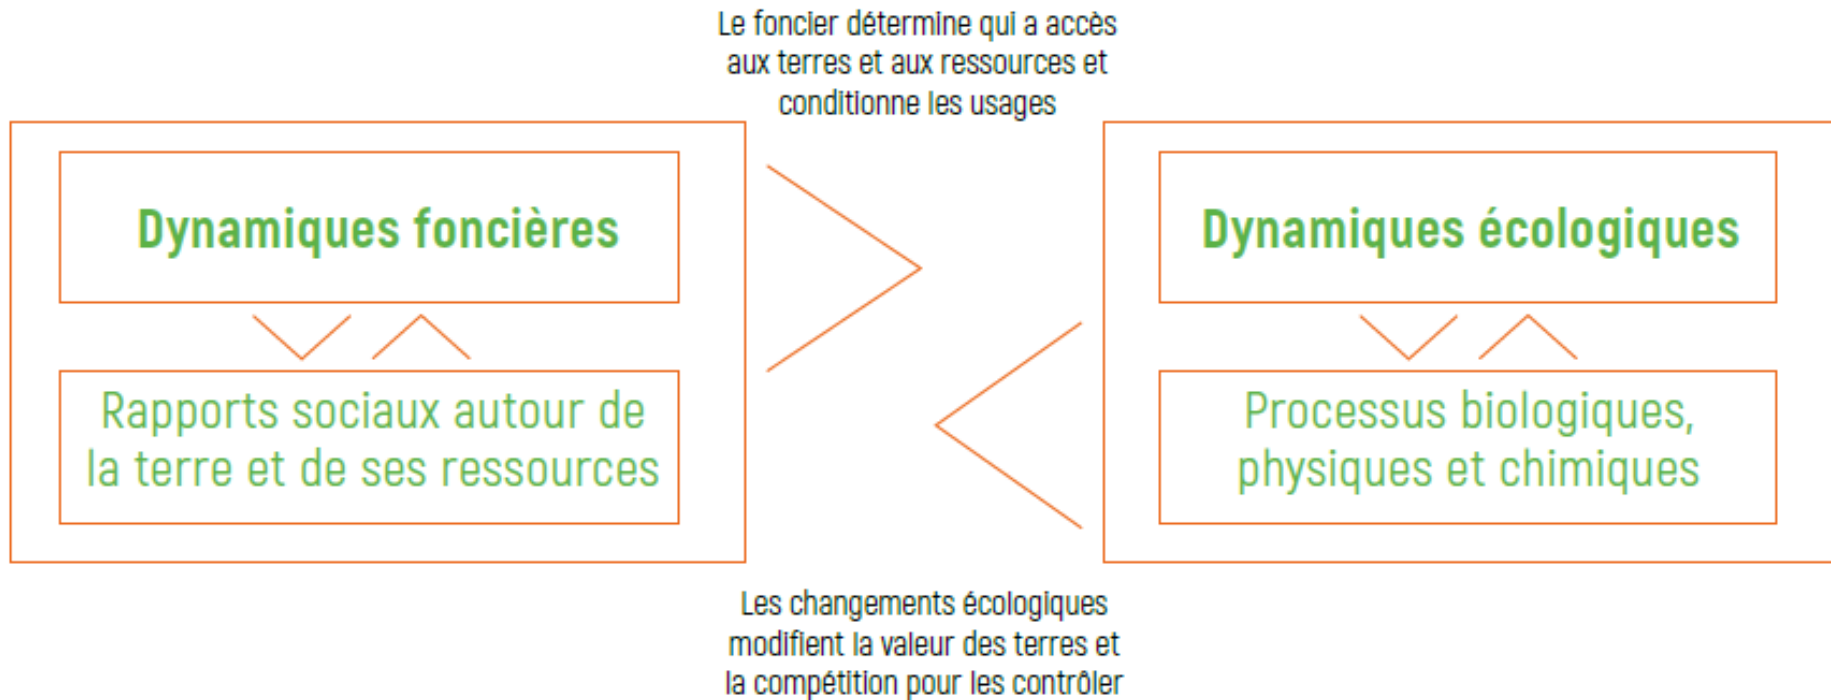 Le foncier détermine qui a accès
aux terres et aux ressources et
conditionne les usages
Dynamiques foncières
Rapports sociaux autour de
la terre et de ses ressources
Dynamiques écologiques
Processus biologiques,
physiques et chimiques
Les changements écologiques
modifient la valeur des terres et
la compétition pour les contrôler